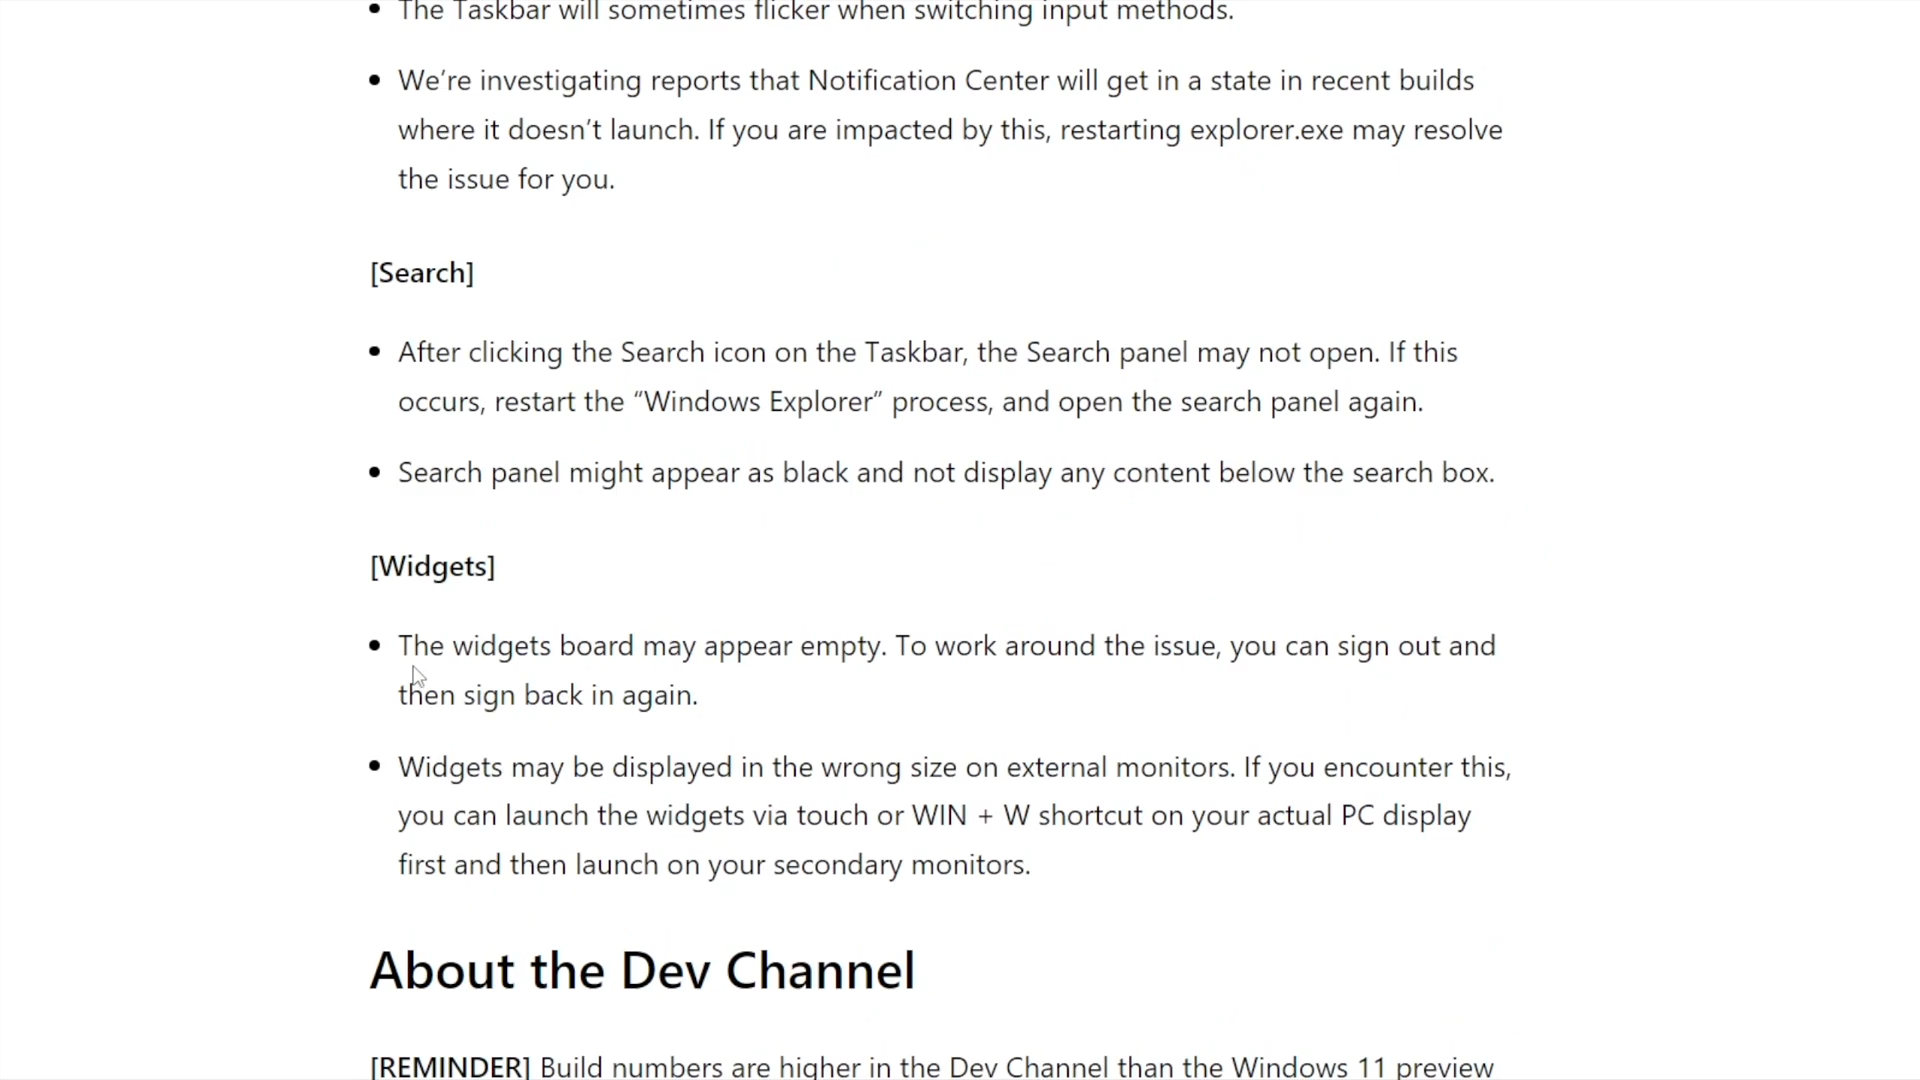 • The Taskbar will sometimes flicker when switching input methods.
• We’re investigating reports that Notification Center will get in a state in recent builds
where it doesn’t launch. If you are impacted by this, restarting explorer.exe may resolve
the issue for you.
[Search]
• After clicking the Search icon on the Taskbar, the Search panel may not open. If this
occurs, restart the “Windows Explorer” process, and open the search panel again.
• Search panel might appear as black and not display any content below the search box.
[Widgets]
• The widgets board may appear empty. To work around the issue, you can sign out and
then sign back in again.
• Widgets may be displayed in the wrong size on external monitors. If you encounter this,
you can launch the widgets via touch or WIN + W shortcut on your actual PC display
first and then launch on your secondary monitors.
About the Dev Channel
[REMINDER] Build numbers are higher in the Dev Channel than the Windows 11 preview